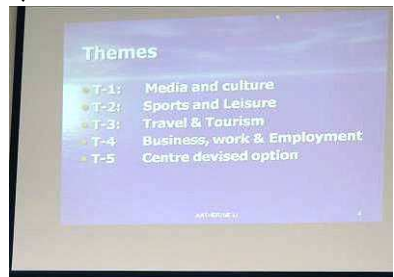 Themes
T-1: Media and culture
T-2: Sports and Leisure
T-3: Travel & Tourism
T-4 Business, work & Employment
T-5 Centre devised option